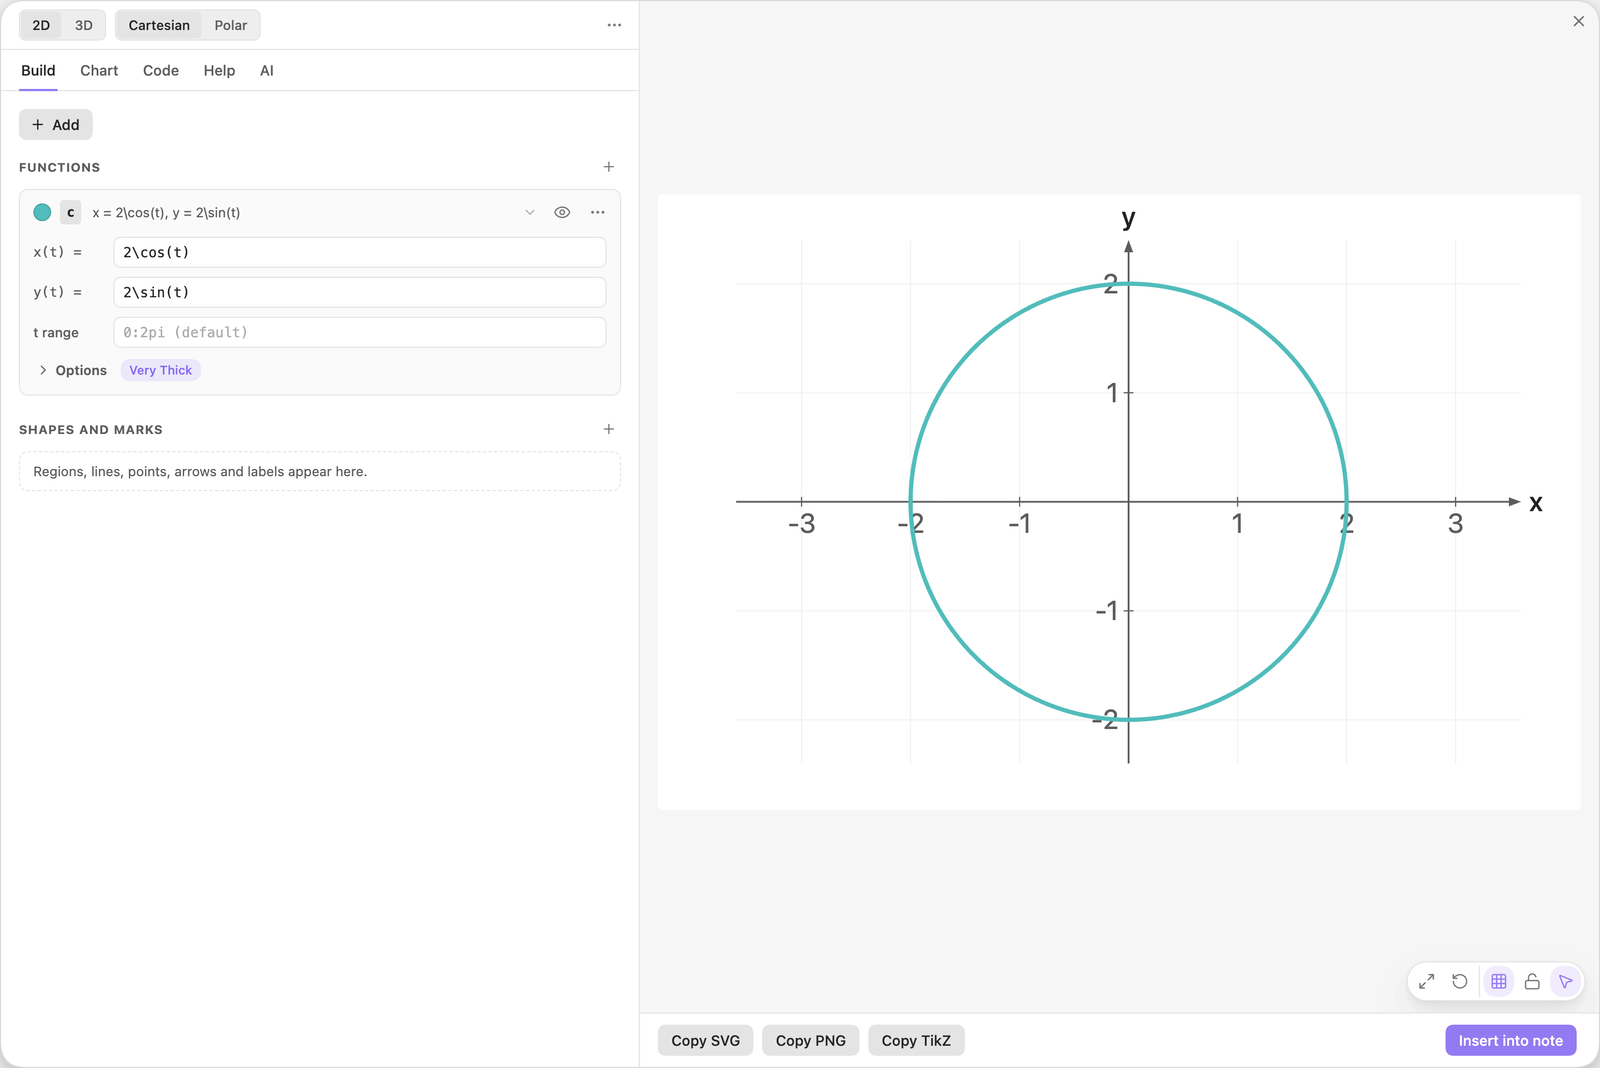 2D 3D Cartesian Polar
Build Chart Code Help AI
+ Add
FUNCTIONS
c x = 2\cos(t), y = 2\sin(t)
x(t) = 2\cos(t)
y(t) = 2\sin(t)
t range 0:2pi (default)
Options Very Thick
SHAPES AND MARKS
Regions, lines, points, arrows and labels appear here.
y
2
1
x
-3 -2 -1 1 2 3
-1
-2
Copy SVG Copy PNG Copy TikZ Insert into note